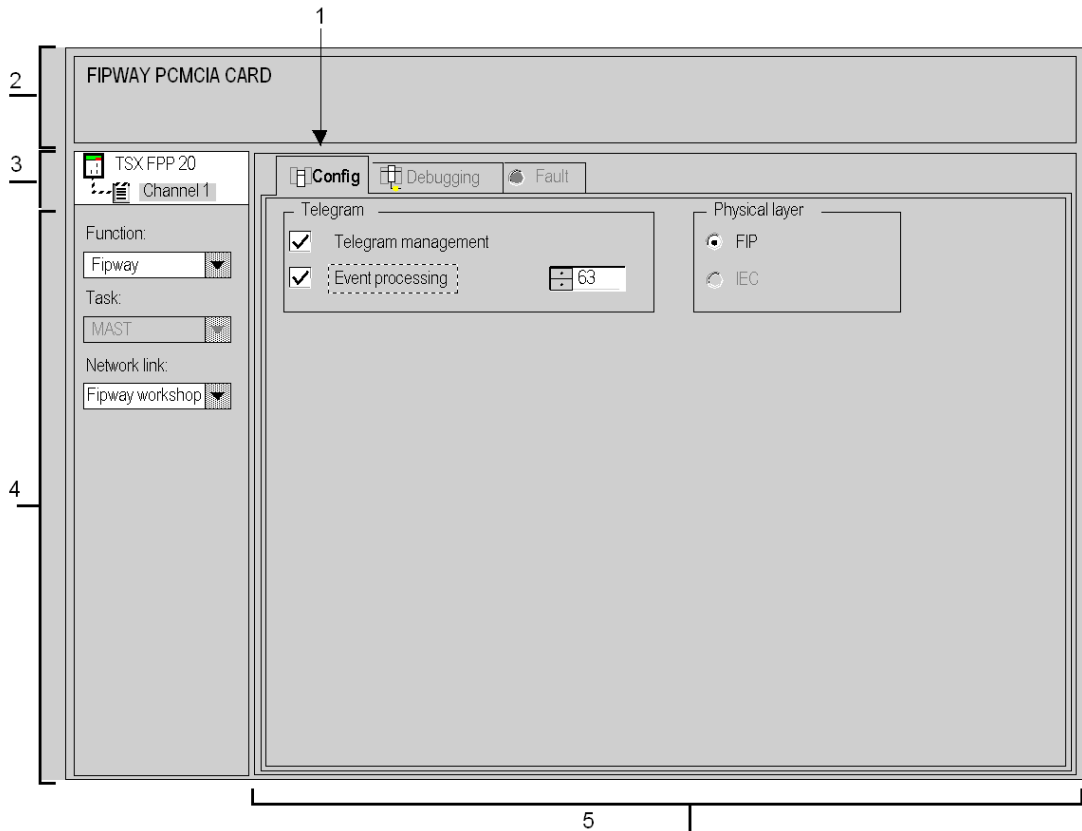 1
2
FIPWAY PCMCIA CARD
3
TSX FPP 20
Channel 1
Config
Debugging
Fault
4
Function:
Fipway
Task:
MAST
Network link:
Fipway workshop
Telegram
Telegram management
Event processing
63
Physical layer
FIP
IEC
5